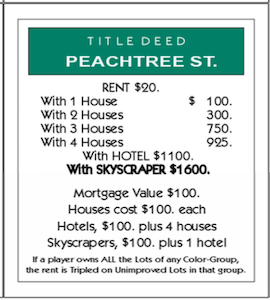 TITLE DEED
PEACHTREE ST.
RENT $20.
With 1 House $ 100.
With 2 Houses 300.
With 3 Houses 750.
With 4 Houses 925.
With HOTEL $1100.
With SKYSCRAPER $1600.
Mortgage Value $100.
Houses cost $100. each
Hotels, $100. plus 4 houses
Skyscrapers, $100. plus 1 hotel
If a player owns ALL the Lots of any Color-Group,
the rent is Tripled on Unimproved Lots in that group.